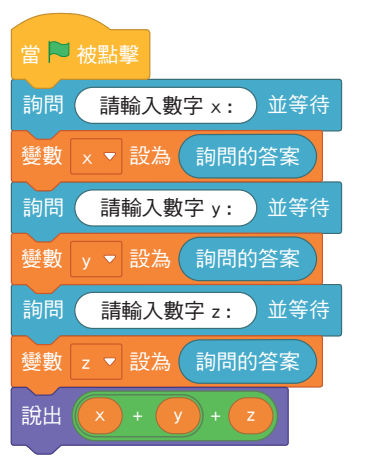 當 被點擊
詢問 請輸入數字 x : 並等待
變數 x 設為 詢問的答案
詢問 請輸入數字 y : 並等待
變數 y 設為 詢問的答案
詢問 請輸入數字 z : 並等待
變數 z 設為 詢問的答案
說出 x + y + z